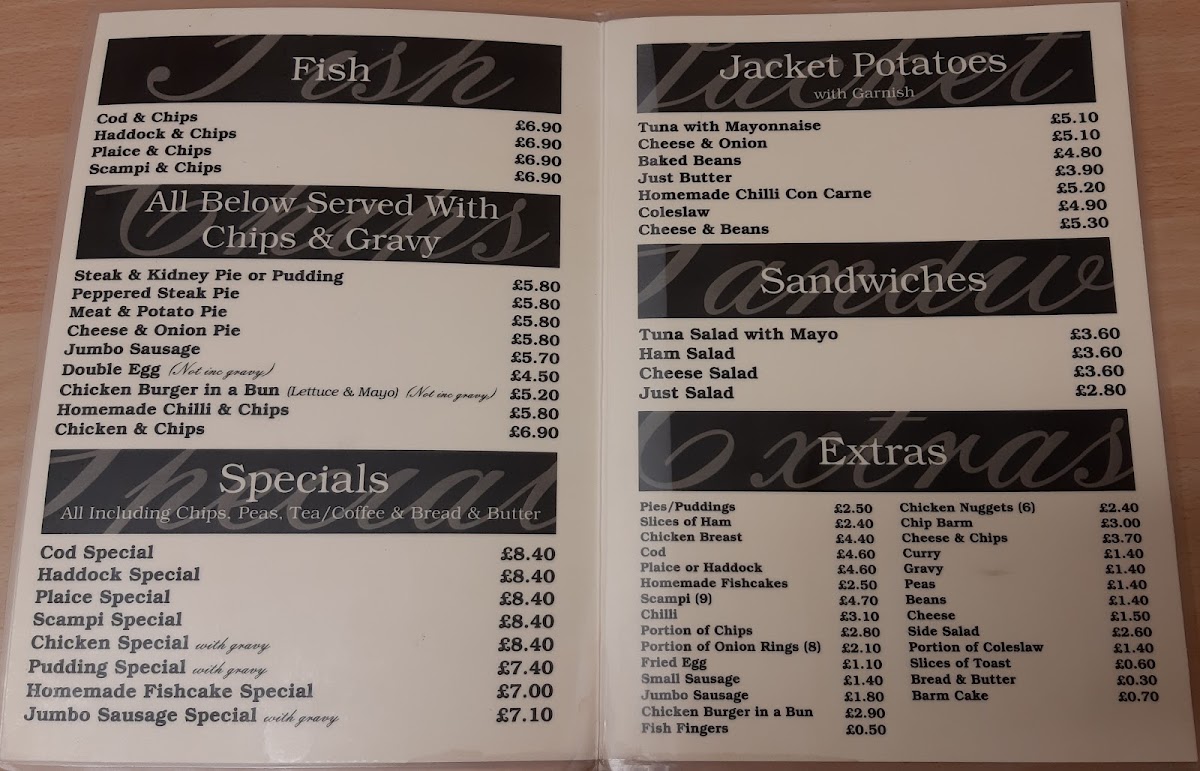 Fish
Cod & Chips £6.90
Haddock & Chips £6.90
Plaice & Chips £6.90
Scampi & Chips £6.90
All Below Served With
Chips & Gravy
Steak & Kidney Pie or Pudding £5.80
Peppered Steak Pie £5.80
Meat & Potato Pie £5.80
Cheese & Onion Pie £5.80
Jumbo Sausage £5.70
Double Egg (Not inc gravy) £4.50
Chicken Burger in a Bun (Lettuce & Mayo) (Not inc gravy) £5.20
Homemade Chilli & Chips £5.80
Chicken & Chips £6.90
Specials
All Including Chips, Peas, Tea/Coffee & Bread & Butter
Cod Special £8.40
Haddock Special £8.40
Plaice Special £8.40
Scampi Special £8.40
Chicken Special with gravy £8.40
Pudding Special with gravy £7.40
Homemade Fishcake Special £7.00
Jumbo Sausage Special with gravy £7.10
Jacket Potatoes
with Garnish
Tuna with Mayonnaise £5.10
Cheese & Onion £5.10
Baked Beans £4.80
Just Butter £3.90
Homemade Chilli Con Carne £5.20
Coleslaw £4.90
Cheese & Beans £5.30
Sandwiches
Tuna Salad with Mayo £3.60
Ham Salad £3.60
Cheese Salad £3.60
Just Salad £2.80
Extras
Pies/Puddings £2.50
Slices of Ham £2.40
Chicken Breast £4.40
Cod £4.60
Plaice or Haddock £4.60
Homemade Fishcakes £2.50
Scampi (9) £4.70
Chilli £3.10
Portion of Chips £2.80
Portion of Onion Rings (8) £2.10
Fried Egg £1.10
Small Sausage £1.40
Jumbo Sausage £1.80
Chicken Burger in a Bun £2.90
Fish Fingers £0.50
Chicken Nuggets (6) £2.40
Chip Barm £3.00
Cheese & Chips £3.70
Curry £1.40
Gravy £1.40
Peas £1.40
Beans £1.40
Cheese £1.50
Side Salad £2.60
Portion of Coleslaw £1.40
Slices of Toast £0.60
Bread & Butter £0.30
Barm Cake £0.70